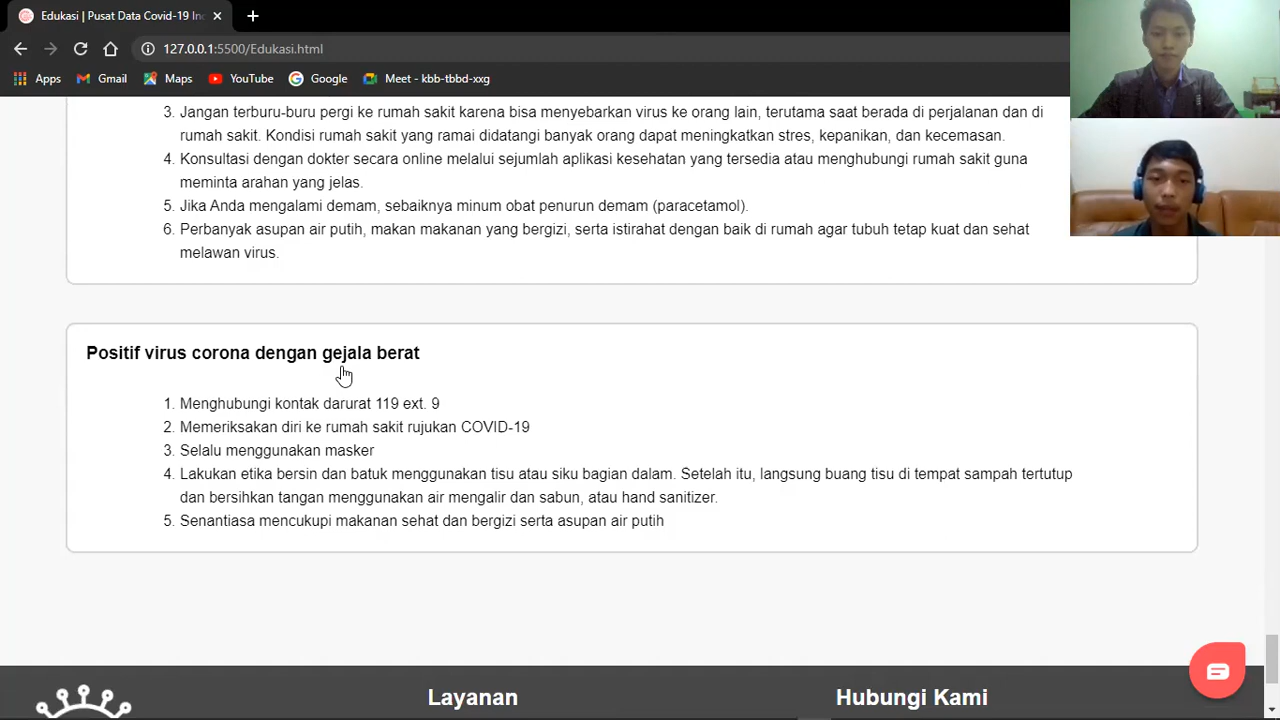 Edukasi | Pusat Data Covid-19 In
127.0.0.1:5500/Edukasi.html
Apps
Gmail
Maps
YouTube
Google
Meet - kbb-tbbd-xxg
3. Jangan terburu-buru pergi ke rumah sakit karena bisa menyebarkan virus ke orang lain, terutama saat berada di perjalanan dan di
rumah sakit. Kondisi rumah sakit yang ramai didatangi banyak orang dapat meningkatkan stres, kepanikan, dan kecemasan.
4. Konsultasi dengan dokter secara online melalui sejumlah aplikasi kesehatan yang tersedia atau menghubungi rumah sakit guna
meminta arahan yang jelas.
5. Jika Anda mengalami demam, sebaiknya minum obat penurun demam (paracetamol).
6. Perbanyak asupan air putih, makan makanan yang bergizi, serta istirahat dengan baik di rumah agar tubuh tetap kuat dan sehat
melawan virus.
Positif virus corona dengan gejala berat
1. Menghubungi kontak darurat 119 ext. 9
2. Memeriksakan diri ke rumah sakit rujukan COVID-19
3. Selalu menggunakan masker
4. Lakukan etika bersin dan batuk menggunakan tisu atau siku bagian dalam. Setelah itu, langsung buang tisu di tempat sampah tertutup
dan bersihkan tangan menggunakan air mengalir dan sabun, atau hand sanitizer.
5. Senantiasa mencukupi makanan sehat dan bergizi serta asupan air putih
Layanan
Hubungi Kami